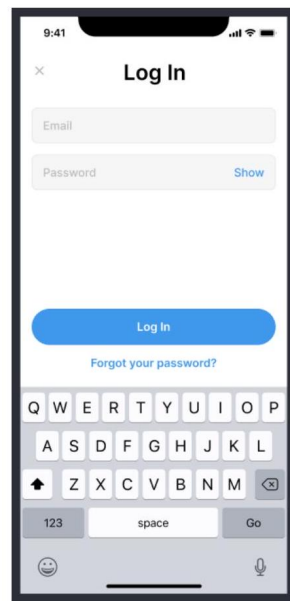 9:41
× Log In
Email
Password Show
Log In
Forgot your password?
Q W E R T Y U I O P
A S D F G H J K L
Z X C V B N M
123 space Go